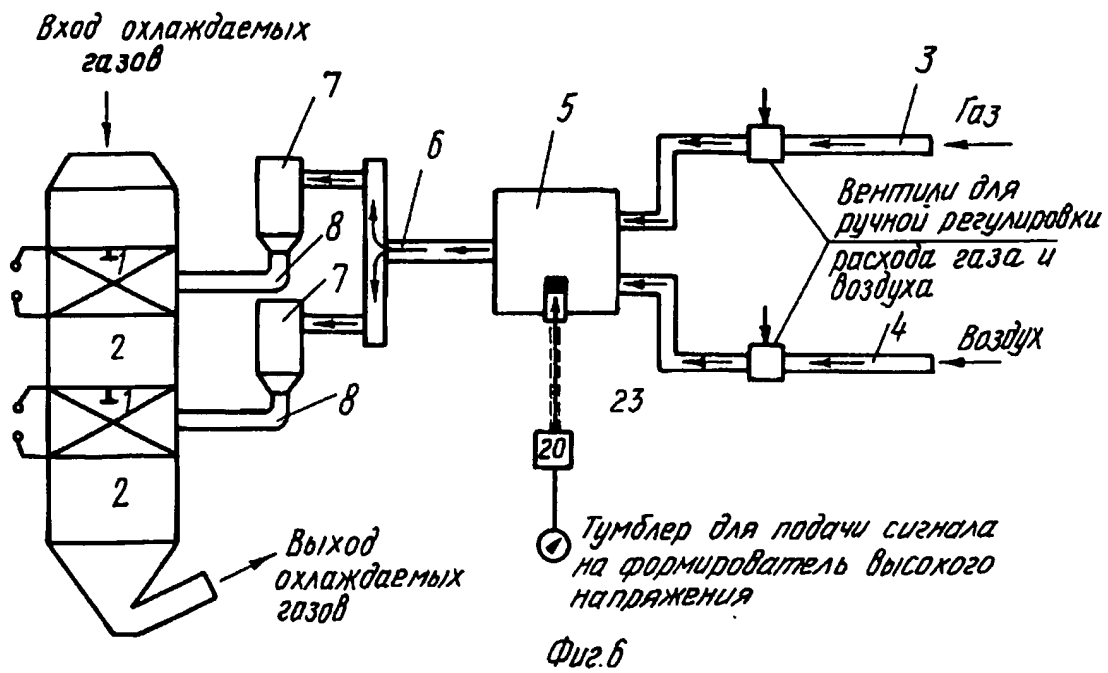 Вход охлаждаемых
газов
7
6
5
3
Газ
Вентили для
ручной регулировки
расхода газа и
воздуха
8
7
1
2
4
Воздух
23
8
1
2
20
Выход
охлаждаемых
газов
Тумблер для подачи сигнала
на формирователь высокого
напряжения
Фиг.6